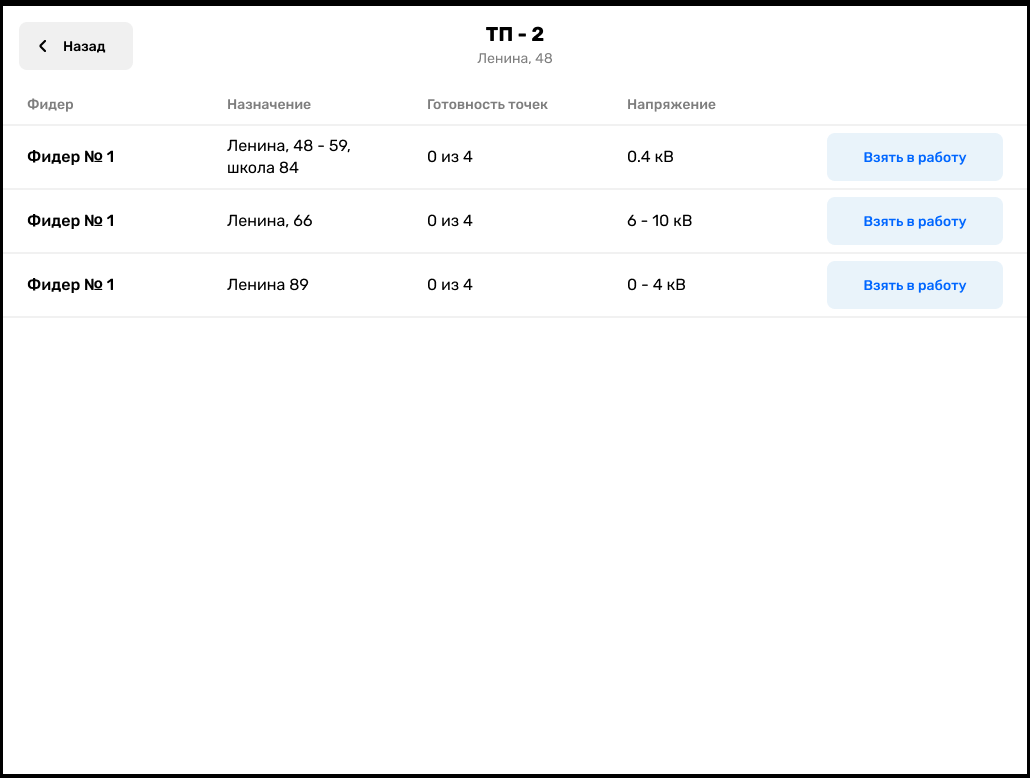 Назад
ТП - 2
Ленина, 48
Фидер Назначение Готовность точек Напряжение
Фидер № 1 Ленина, 48 - 59, 0 из 4 0.4 кВ Взять в работу
школа 84
Фидер № 1 Ленина, 66 0 из 4 6 - 10 кВ Взять в работу
Фидер № 1 Ленина 89 0 из 4 0 - 4 кВ Взять в работу